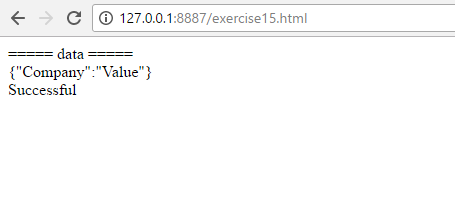 127.0.0.1:8887/exercise15.html
===== data =====
{"Company":"Value"}
Successful